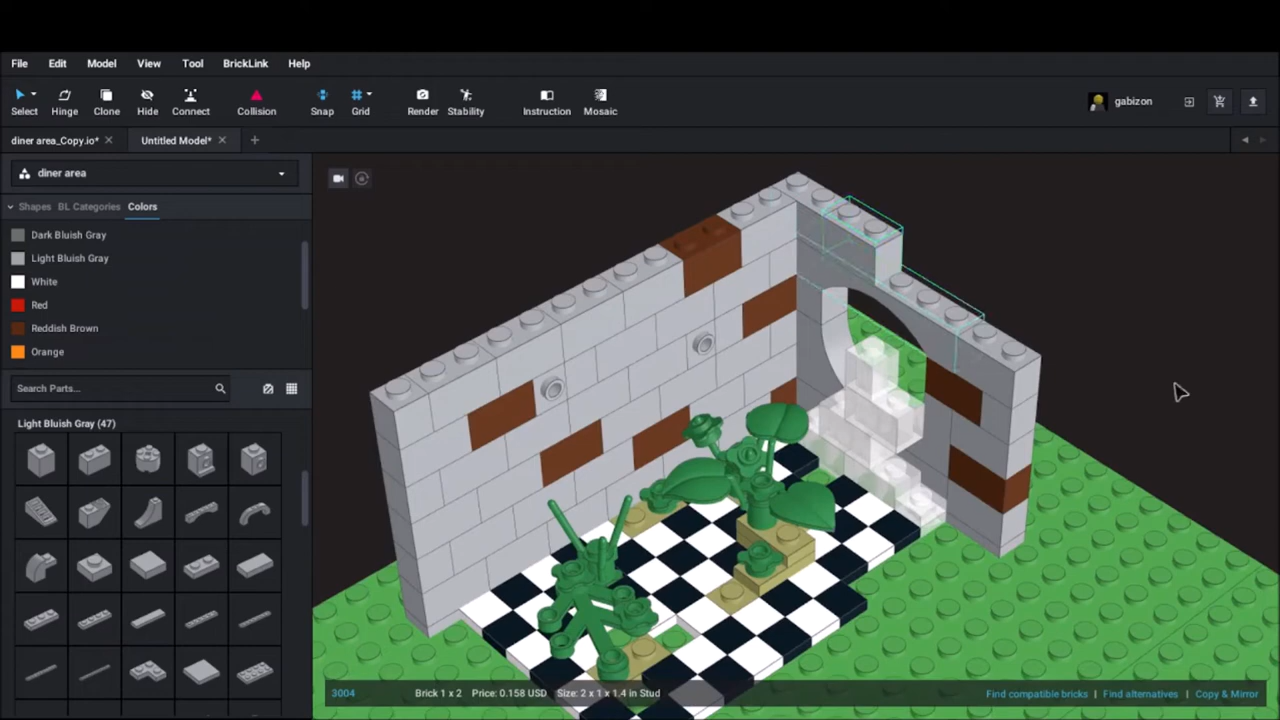 File Edit Model View Tool BrickLink Help
Select Hinge Clone Hide Connect Collision Snap Grid Render Stability Instruction Mosaic
gabizon
diner area_Copy.io* Untitled Model*
diner area
Shapes BL Categories Colors
Dark Bluish Gray
Light Bluish Gray
White
Red
Reddish Brown
Orange
Search Parts...
Light Bluish Gray (47)
3004 Brick 1 x 2 Price: 0.158 USD Size: 2 x 1 x 1.4 in Stud Find compatible bricks | Find alternatives | Copy & Mirror